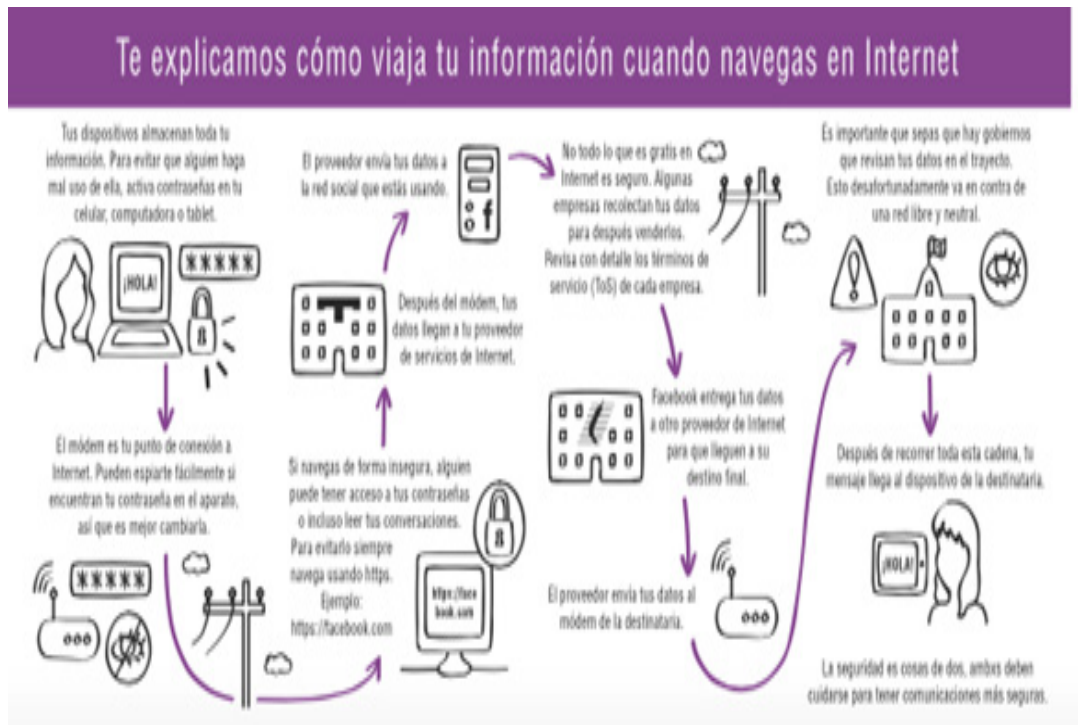 Te explicamos cómo viaja tu información cuando navegas en Internet
Tus dispositivos almacenan toda tu
información. Para evitar que alguien haga
mal uso de ella, activa contraseñas en tu
celular, computadora o tablet.
¡HOLA!
*****
El módem es tu punto de conexión a
Internet. Pueden espiarte fácilmente si
encuentran tu contraseña en el aparato,
así que es mejor cambiarla.
*****
Si navegas de forma insegura, alguien
puede tener acceso a tus contraseñas
o incluso leer tus conversaciones.
Para evitarlo siempre
navega usando https.
Ejemplo:
https://facebook.com
https://face
book.com
Después del módem, tus
datos llegan a tu proveedor
de servicios de Internet.
El proveedor envía tus datos a
la red social que estás usando.
f
No todo lo que es gratis en
Internet es seguro. Algunas
empresas recolectan tus datos
para después venderlos.
Revisa con detalle los términos de
servicio (ToS) de cada empresa.
Facebook entrega tus datos
a otro proveedor de Internet
para que lleguen a su
destino final.
El proveedor envía tus datos al
módem de la destinataria.
Es importante que sepas que hay gobiernos
que revisan tus datos en el trayecto.
Esto desafortunadamente va en contra de
una red libre y neutral.
Después de recorrer toda esta cadena, tu
mensaje llega al dispositivo de la destinataria.
¡HOLA!
La seguridad es cosas de dos, ambxs deben
cuidarse para tener comunicaciones más seguras.